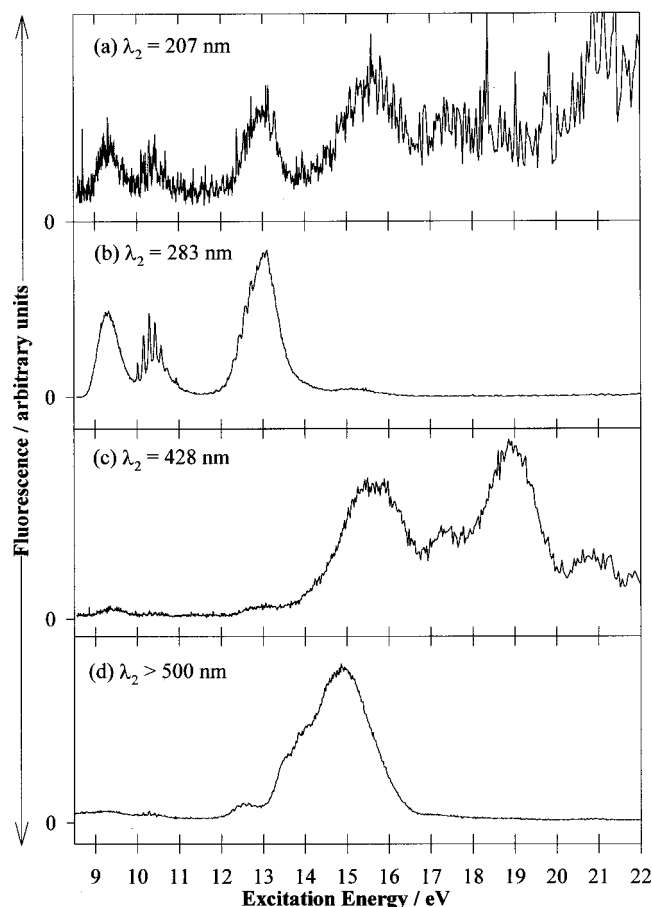 (a) λ₂ = 207 nm
0
(b) λ₂ = 283 nm
0
(c) λ₂ = 428 nm
0
(d) λ₂ > 500 nm
0
Fluorescence / arbitrary units
9 10 11 12 13 14 15 16 17 18 19 20 21 22
Excitation Energy / eV